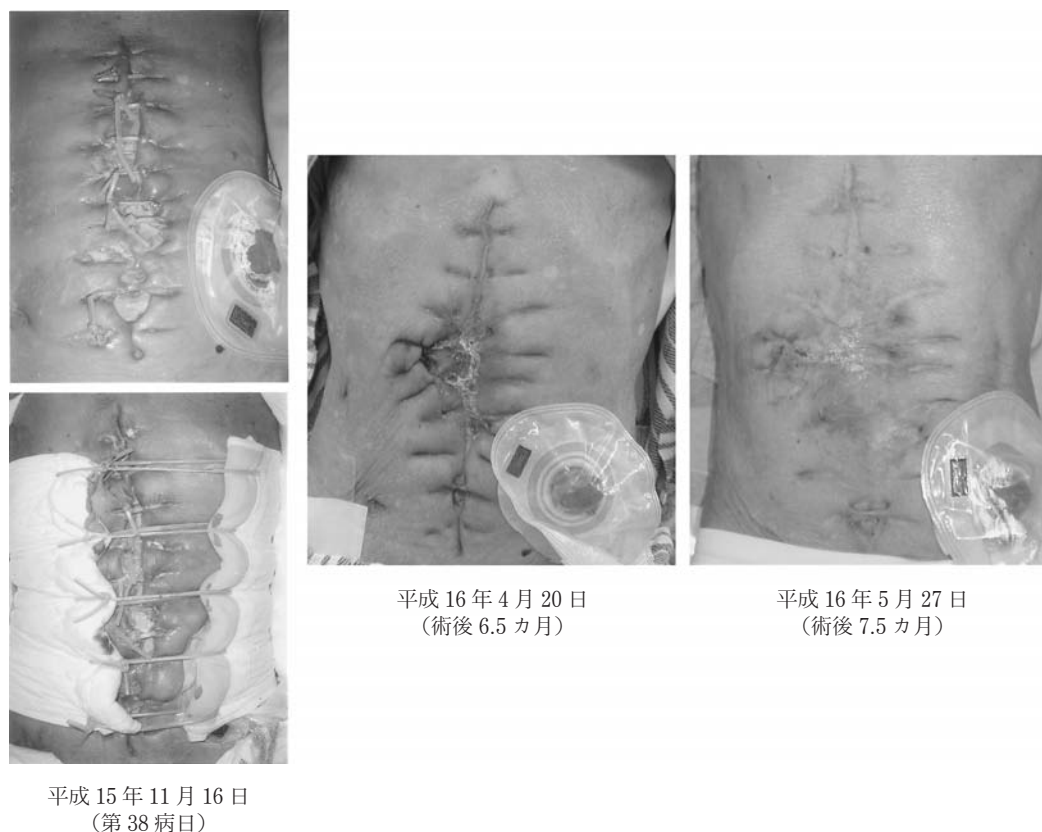 平成 16 年 4 月 20 日
（術後 6.5 カ月）
平成 16 年 5 月 27 日
（術後 7.5 カ月）
平成 15 年 11 月 16 日
（第 38 病日）